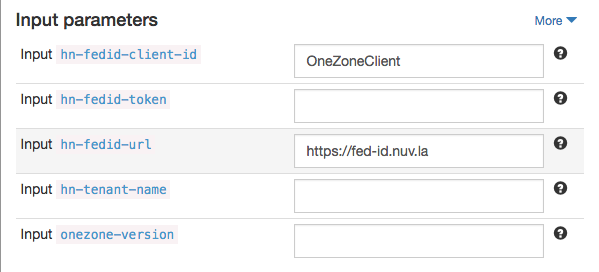 Input parameters
More
Input hn-fedid-client-id OneZoneClient
Input hn-fedid-token
Input hn-fedid-url https://fed-id.nuv.la
Input hn-tenant-name
Input onezone-version